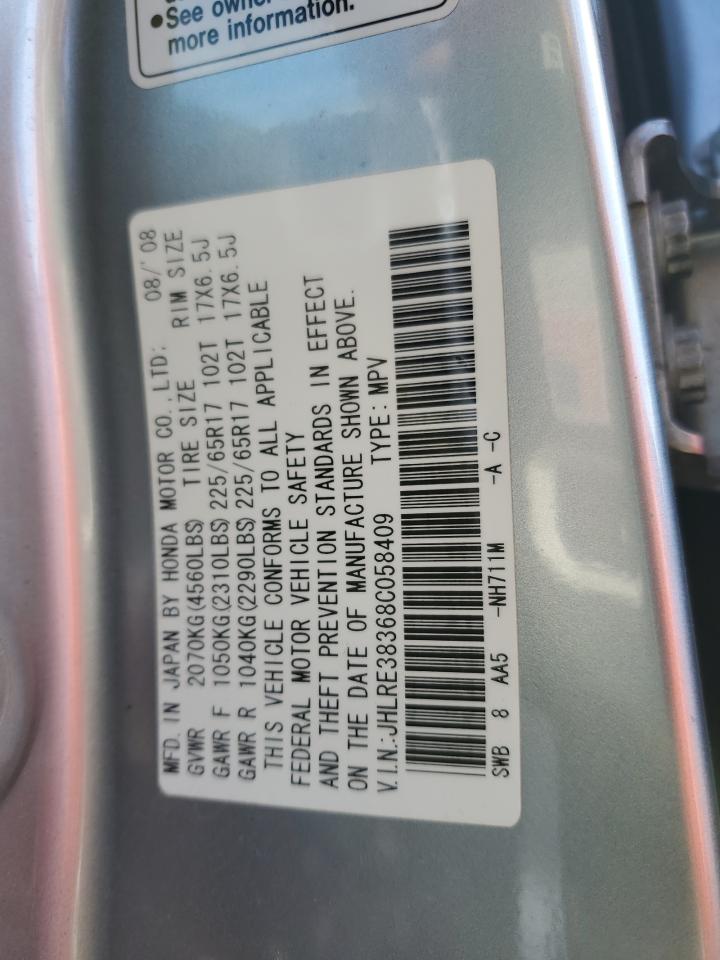 ●See owner
more information.
MFD. IN JAPAN BY HONDA MOTOR CO.,LTD: 08/'08
GVWR 2070KG(4560LBS) TIRE SIZE RIM SIZE
GAWR F 1050KG(2310LBS) 225/65R17 102T 17X6.5J
GAWR R 1040KG(2290LBS) 225/65R17 102T 17X6.5J
THIS VEHICLE CONFORMS TO ALL APPLICABLE
FEDERAL MOTOR VEHICLE SAFETY
AND THEFT PREVENTION STANDARDS IN EFFECT
ON THE DATE OF MANUFACTURE SHOWN ABOVE.
V.I.N.:JHLRE38368C058409 TYPE: MPV
SWB 8 AA5 -NH711M -A -C